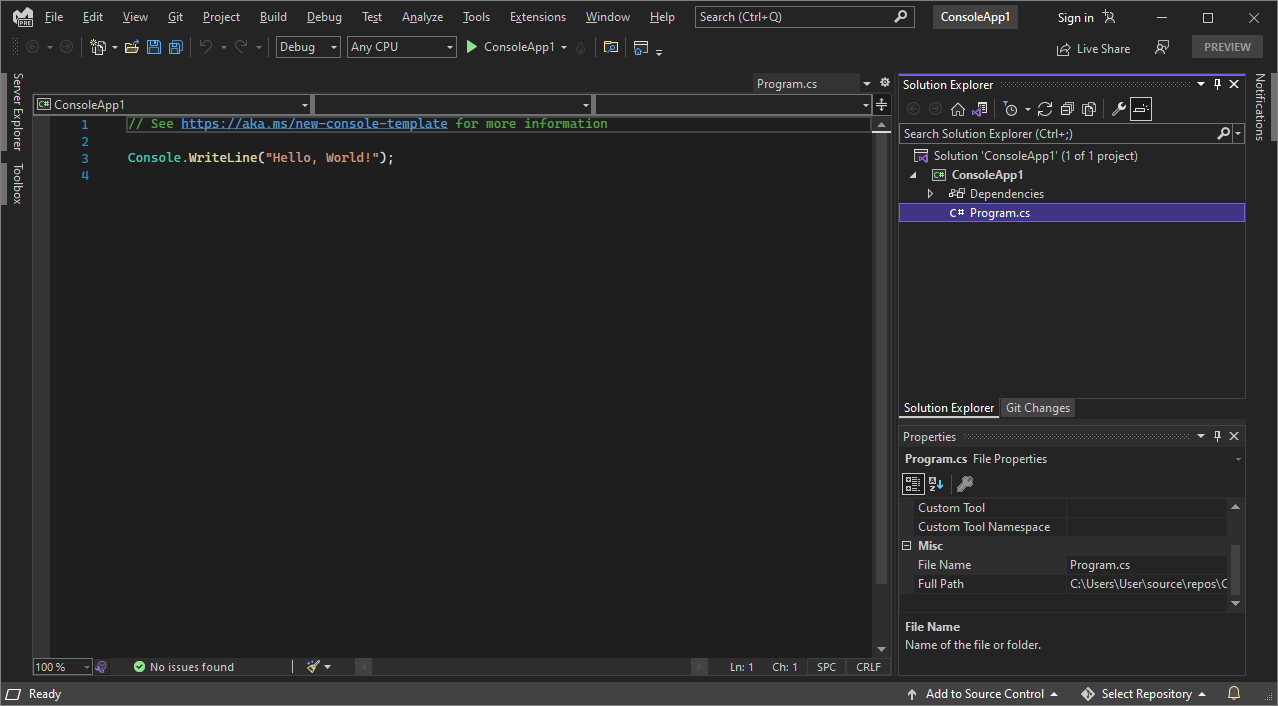 PRE File Edit View Git Project Build Debug Test Analyze Tools Extensions Window Help Search (Ctrl+Q) ConsoleApp1 Sign in
Debug Any CPU ConsoleApp1 Live Share PREVIEW
Server Explorer
Toolbox
Program.cs
ConsoleApp1
1 // See https://aka.ms/new-console-template for more information
2
3 Console.WriteLine("Hello, World!");
4
100 % No issues found Ln: 1 Ch: 1 SPC CRLF
Solution Explorer
Search Solution Explorer (Ctrl+;)
Solution 'ConsoleApp1' (1 of 1 project)
C# ConsoleApp1
Dependencies
C# Program.cs
Solution Explorer Git Changes
Properties
Program.cs File Properties
Custom Tool
Custom Tool Namespace
Misc
File Name Program.cs
Full Path C:\Users\User\source\repos\C
File Name
Name of the file or folder.
Notifications
Ready Add to Source Control Select Repository